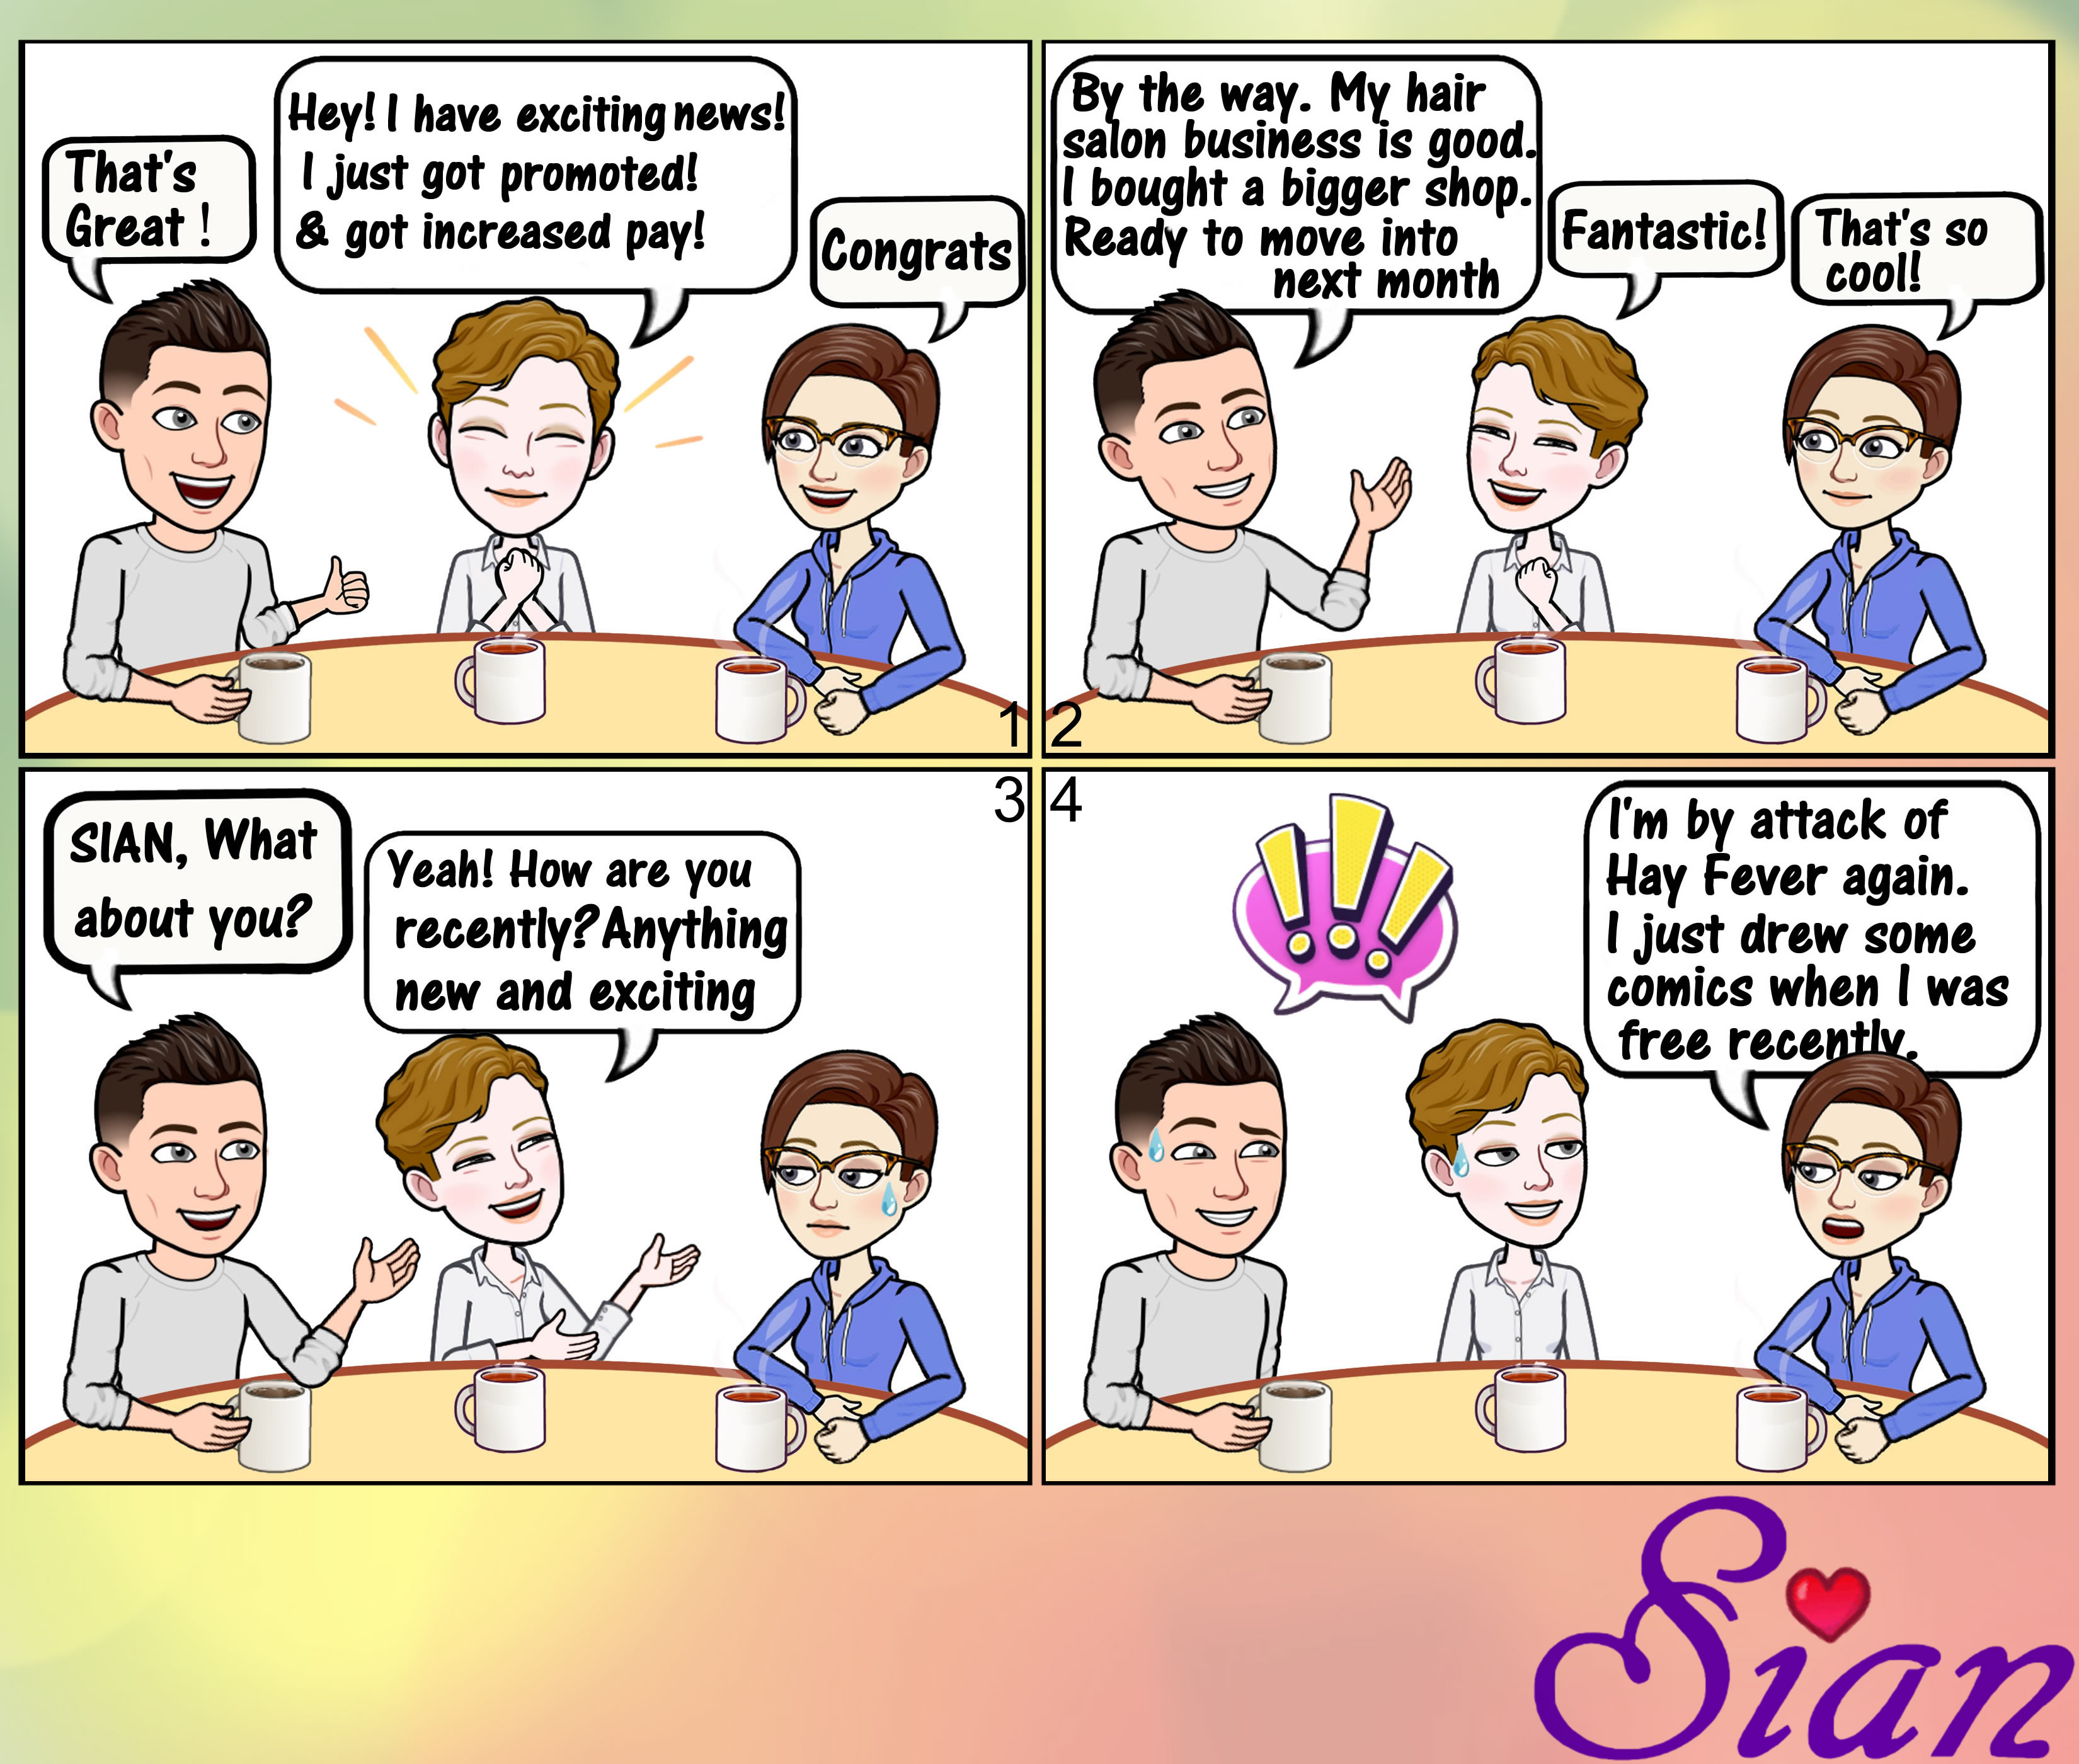 That's
Great !
Hey! I have exciting news!
I just got promoted!
& got increased pay!
Congrats
1
By the way. My hair
salon business is good.
I bought a bigger shop.
Ready to move into
next month
Fantastic!
That's so
cool!
2
SIAN, What
about you?
Yeah! How are you
recently? Anything
new and exciting
3
4
!!!
I'm by attack of
Hay Fever again.
I just drew some
comics when I was
free recently.
Sian